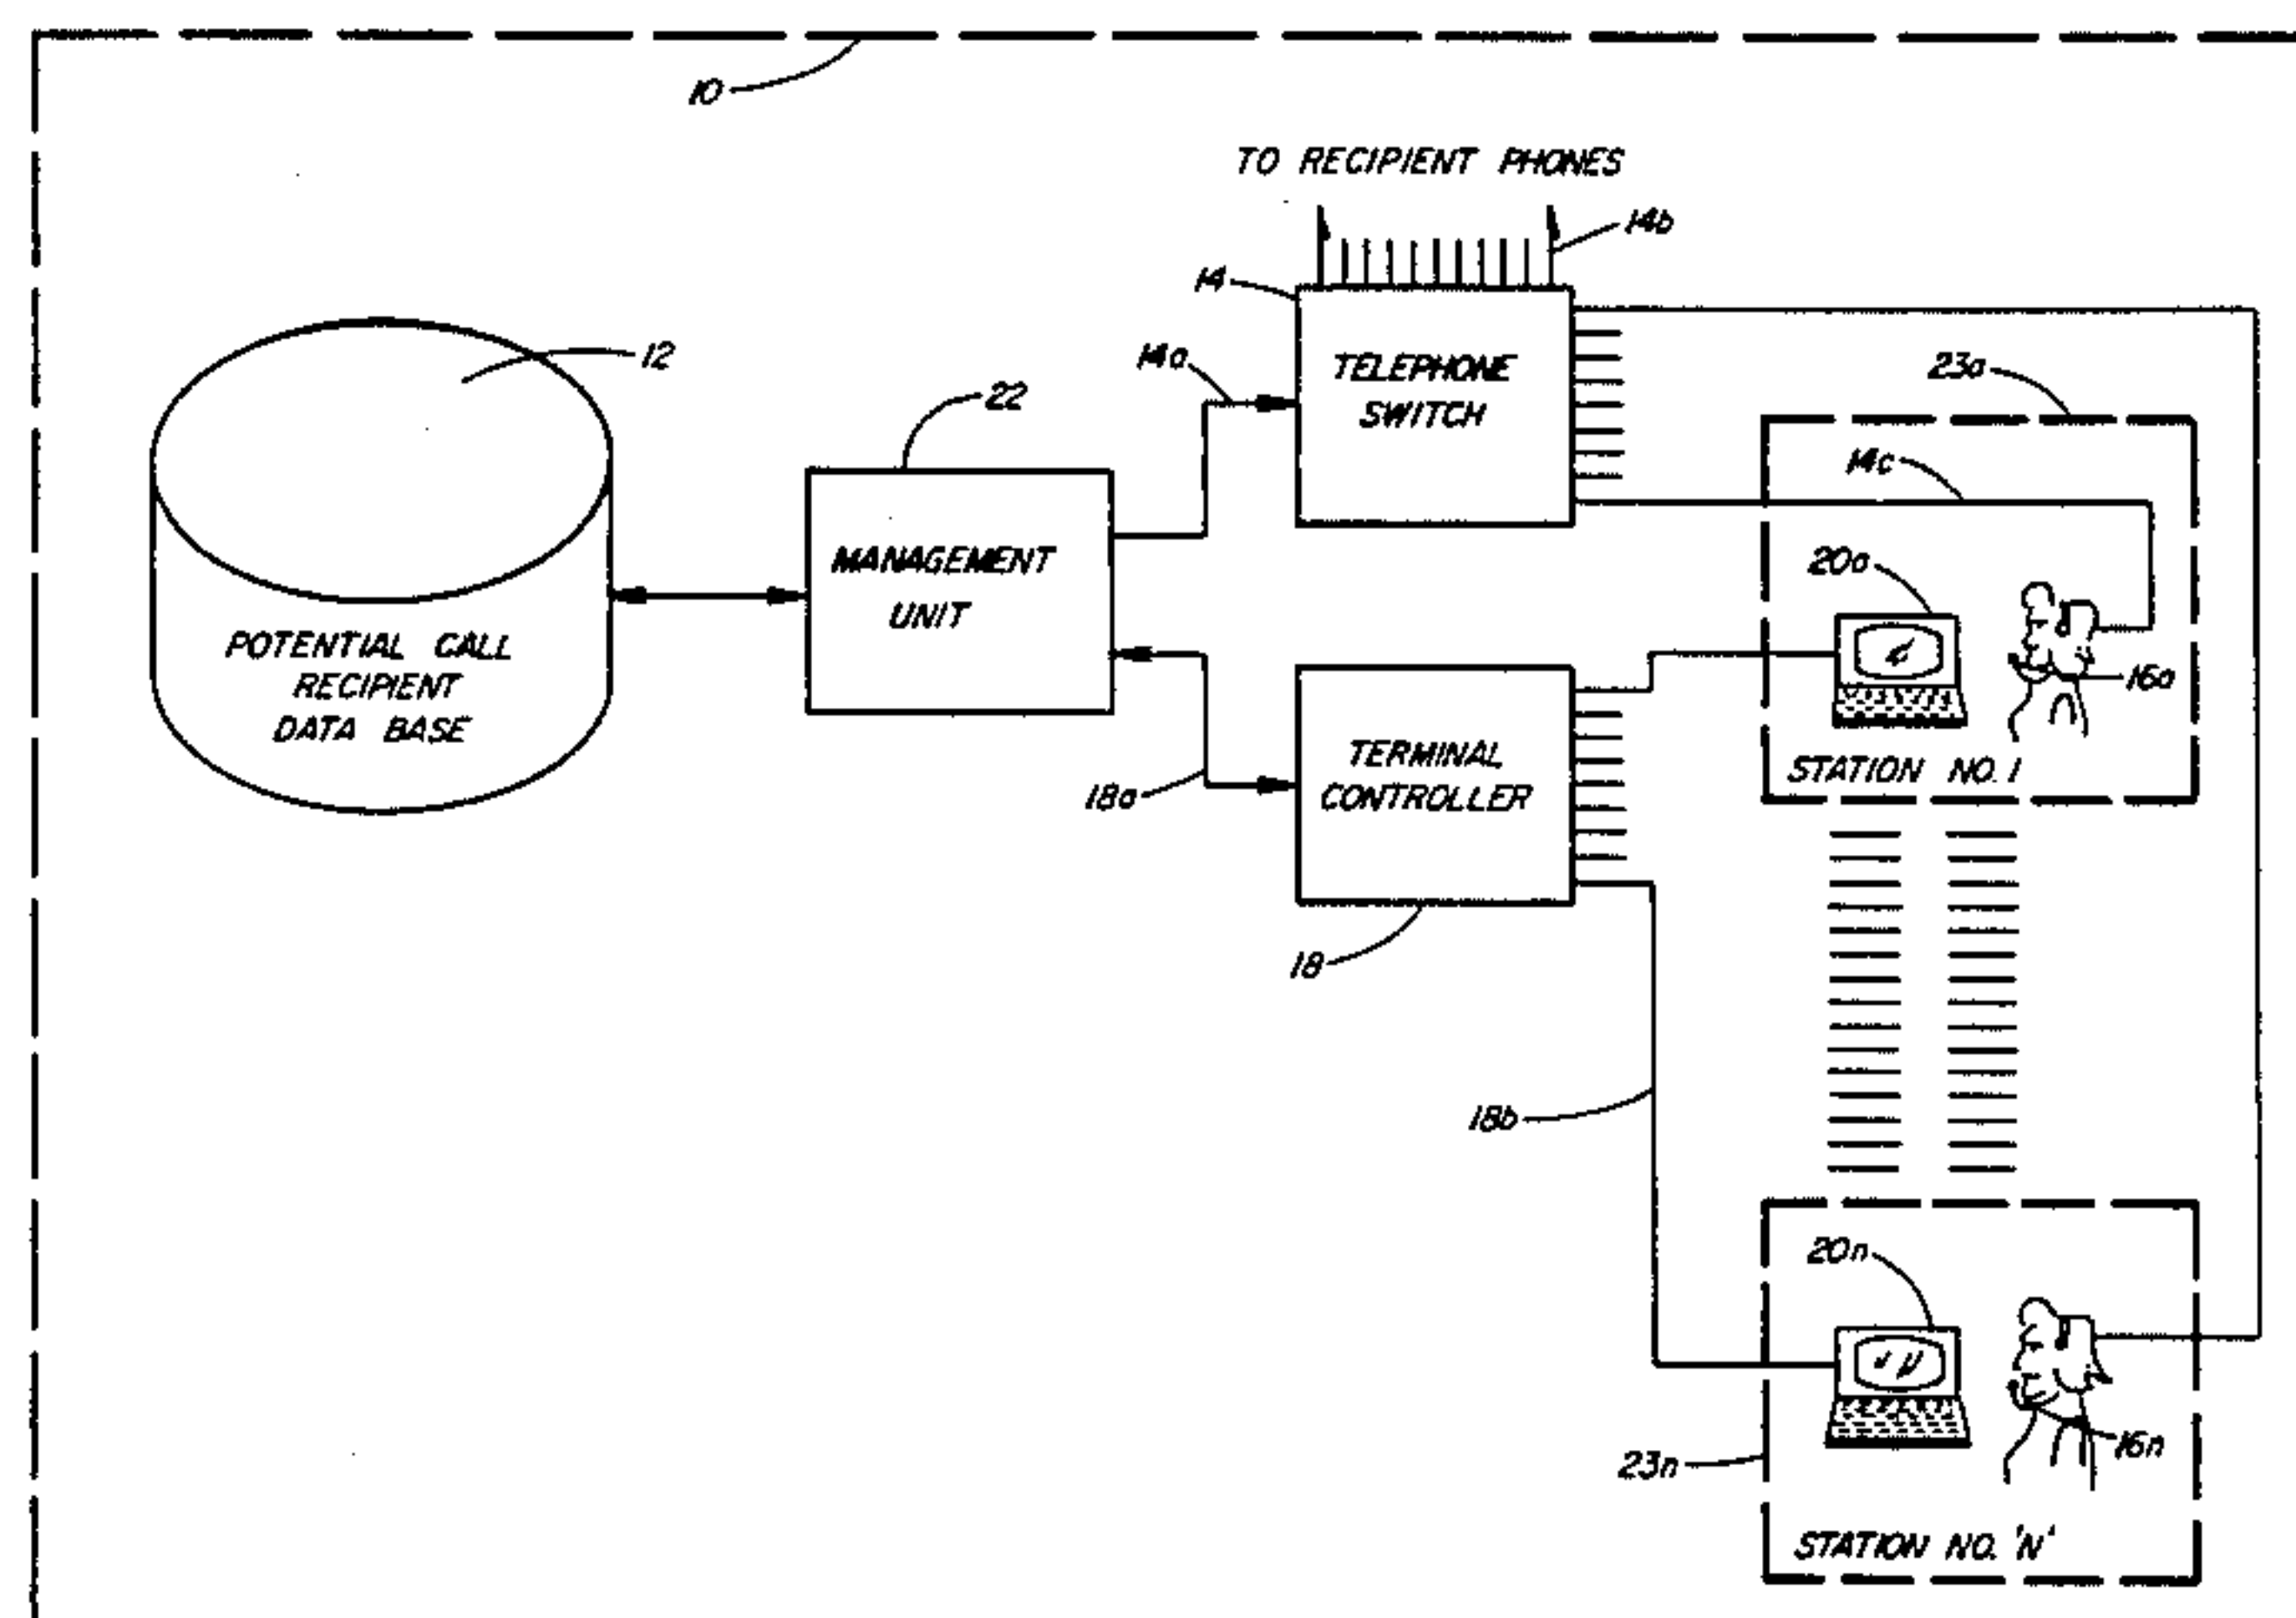 10
TO RECIPIENT PHONES
14b
14
12
14a
TELEPHONE
SWITCH
23a
22
14c
MANAGEMENT
UNIT
20a
POTENTIAL CALL
RECIPIENT
DATA BASE
16a
TERMINAL
CONTROLLER
STATION NO. 1
18a
18
18b
20n
16n
23n
STATION NO. 'N'